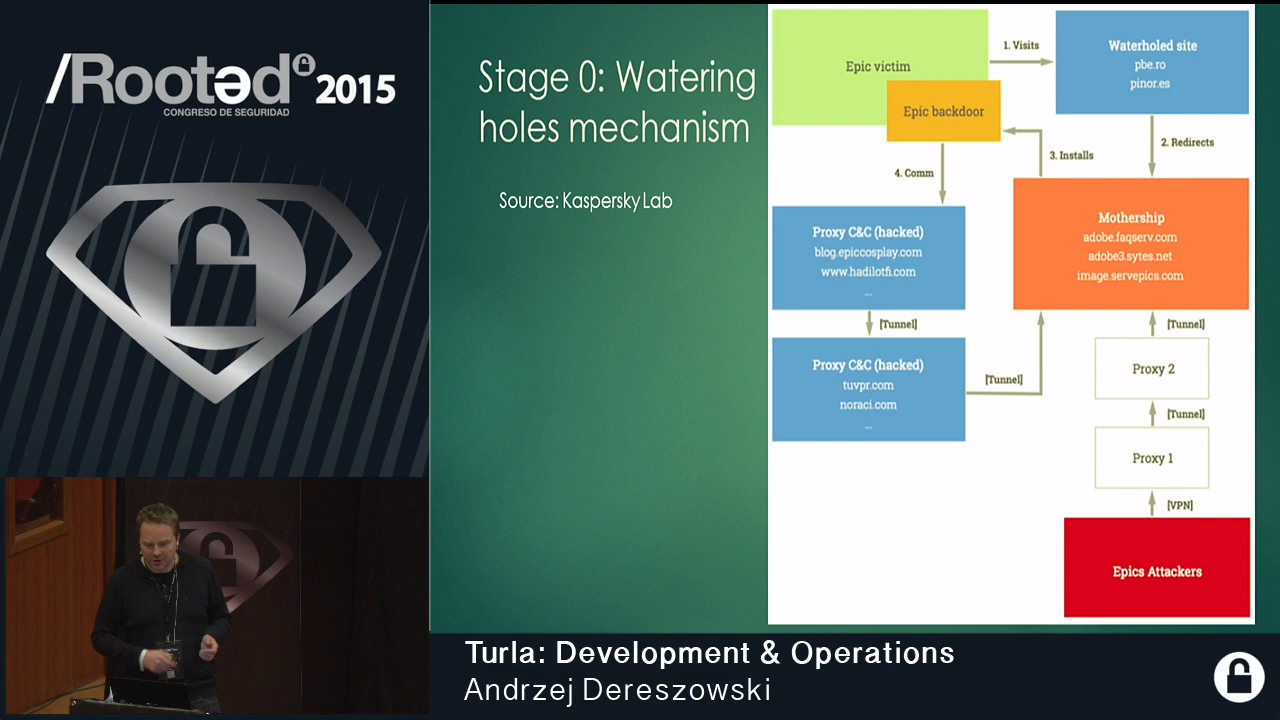 /Rootəd 2015
CONGRESO DE SEGURIDAD
Stage 0: Watering
holes mechanism
Source: Kaspersky Lab
Epic victim
Epic backdoor
1. Visits
Waterholed site
pbe.ro
pinor.es
2. Redirects
3. Installs
4. Comm
Mothership
adobe.faqserv.com
adobe3.sytes.net
image.servepics.com
Proxy C&C (hacked)
blog.epiccosplay.com
www.hadilotfi.com
...
[Tunnel]
Proxy C&C (hacked)
tuvpr.com
noraci.com
...
[Tunnel]
[Tunnel]
Proxy 2
[Tunnel]
Proxy 1
[VPN]
Epics Attackers
Turla: Development & Operations
Andrzej Dereszowski